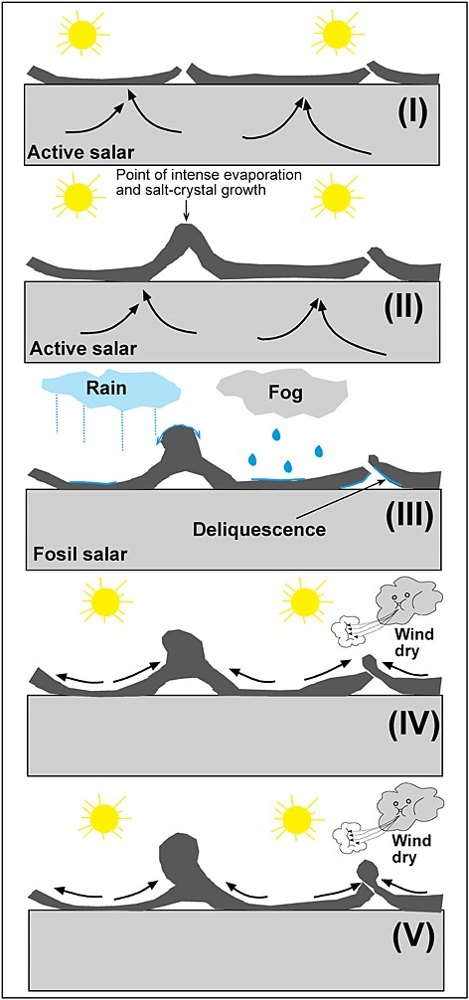 (I)
Active salar
Point of intense evaporation
and salt-crystal growth
(II)
Active salar
Rain
Fog
Deliquescence
(III)
Fosil salar
Wind
dry
(IV)
Wind
dry
(V)